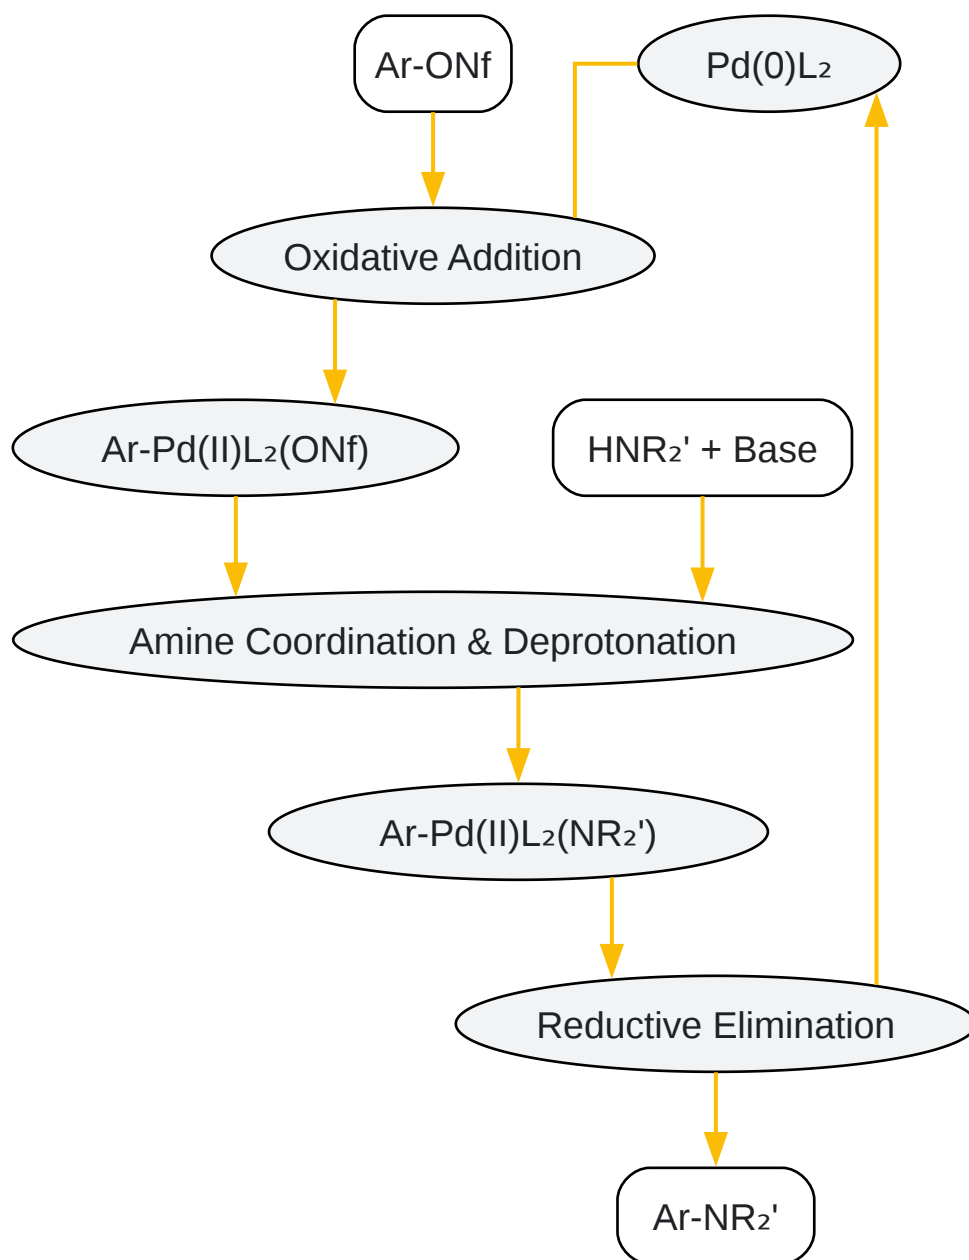 Ar-ONf
Pd(0)L₂
Oxidative Addition
Ar-Pd(II)L₂(ONf)
HNR₂' + Base
Amine Coordination & Deprotonation
Ar-Pd(II)L₂(NR₂')
Reductive Elimination
Ar-NR₂'